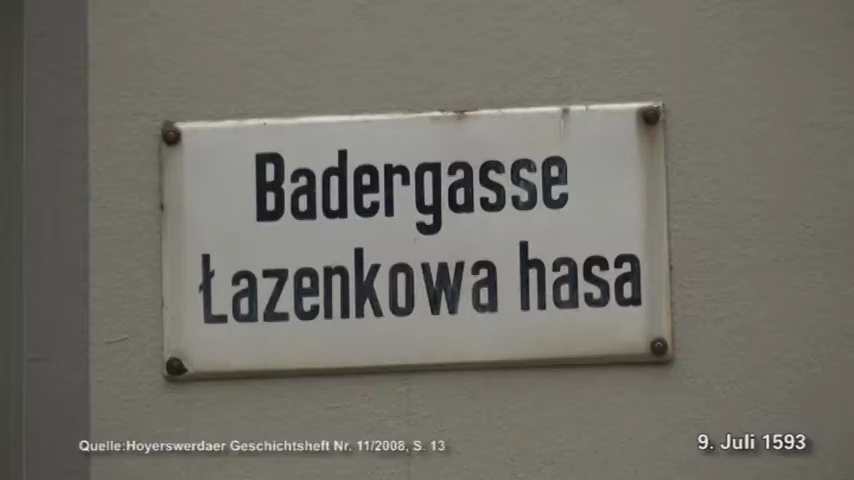 Badergasse
Łazenkowa hasa
Quelle:Hoyerswerdaer Geschichtsheft Nr. 11/2008, S. 13
9. Juli 1593